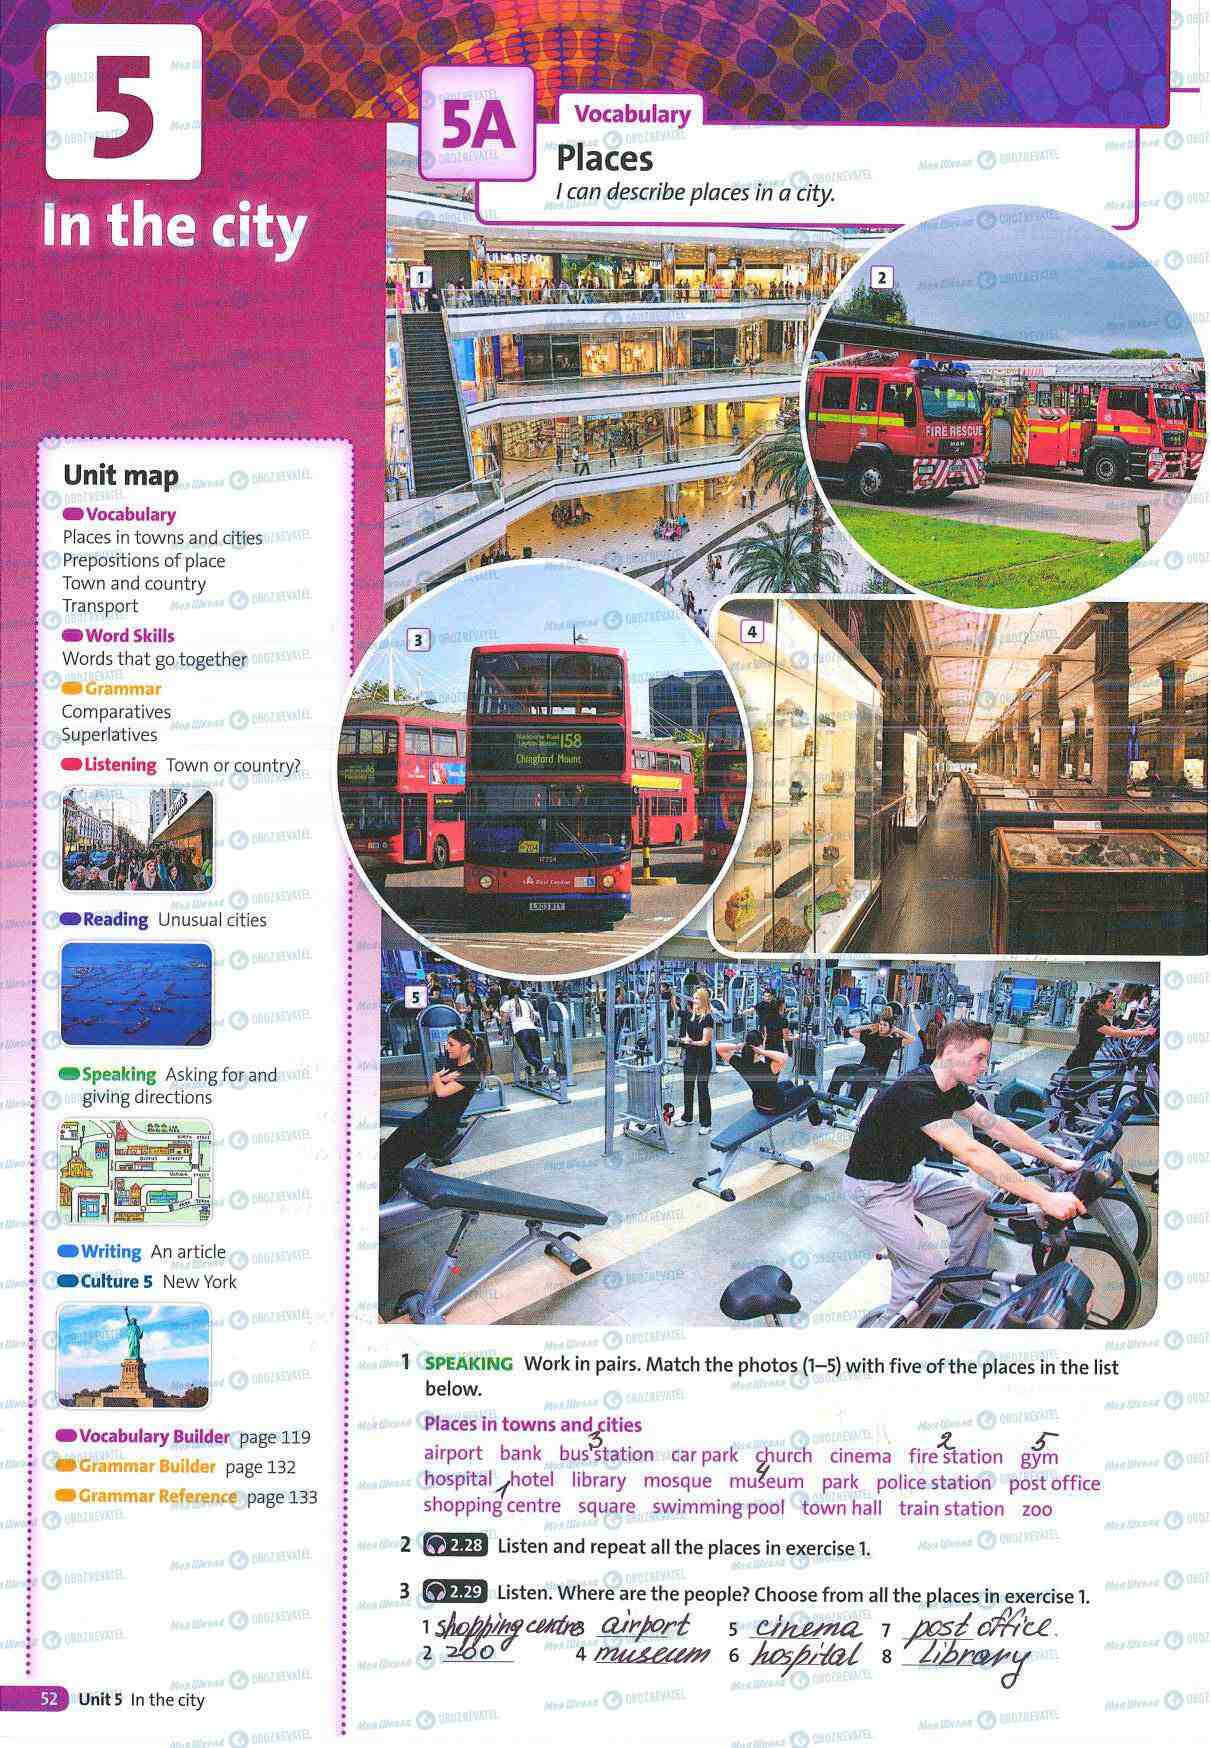 5
In the city
5A
Vocabulary
Places
I can describe places in a city.
1
ULL&BEAR
2
FIRE RESCUE
3
158
Chingford Mount
LX03 BTY
4
5
Unit map
Vocabulary
Places in towns and cities
Prepositions of place
Town and country
Transport
Word Skills
Words that go together
Grammar
Comparatives
Superlatives
Listening Town or country?
Reading Unusual cities
Speaking Asking for and
giving directions
Writing An article
Culture 5 New York
Vocabulary Builder page 119
Grammar Builder page 132
Grammar Reference page 133
1 SPEAKING Work in pairs. Match the photos (1–5) with five of the places in the list
below.
Places in towns and cities
3 2 5
airport bank bus station car park church cinema fire station gym
4
hospital hotel library mosque museum park police station post office
1
shopping centre square swimming pool town hall train station zoo
2 2.28 Listen and repeat all the places in exercise 1.
3 2.29 Listen. Where are the people? Choose from all the places in exercise 1.
1 shopping centre 3 airport 5 cinema 7 post office.
2 zoo 4 museum 6 hospital 8 library
52 Unit 5 In the city
Моя Школа OBOZREVATEL